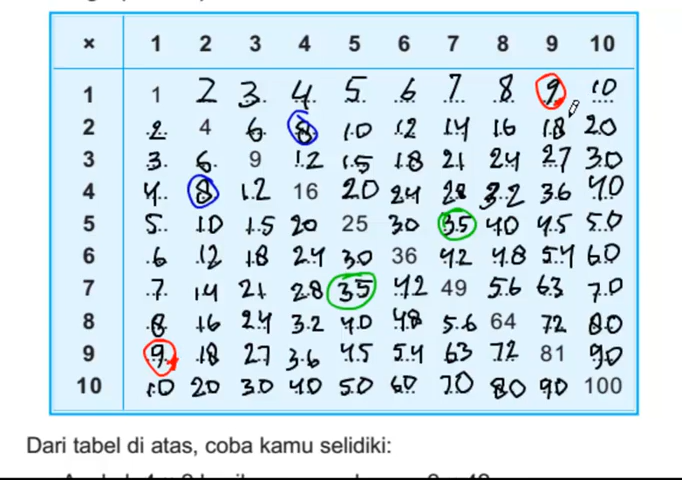 × 1 2 3 4 5 6 7 8 9 10
1 1 2 3 4 5 6 7 8 9 10
2 2 4 6 8 10 12 14 16 18 20
3 3 6 9 12 15 18 21 24 27 30
4 4 8 12 16 20 24 28 32 36 40
5 5 10 15 20 25 30 35 40 45 50
6 6 12 18 24 30 36 42 48 54 60
7 7 14 21 28 35 42 49 56 63 70
8 8 16 24 32 40 48 56 64 72 80
9 9 18 27 36 45 54 63 72 81 90
10 10 20 30 40 50 60 70 80 90 100
Dari tabel di atas, coba kamu selidiki: